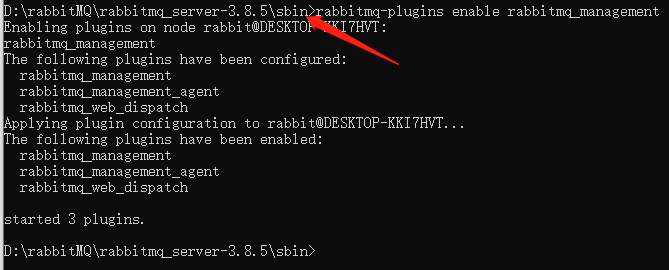 D:\rabbitMQ\rabbitmq_server-3.8.5\sbin>rabbitmq-plugins enable rabbitmq_management
Enabling plugins on node rabbit@DESKTOP-KKI7HVT:
rabbitmq_management
The following plugins have been configured:
  rabbitmq_management
  rabbitmq_management_agent
  rabbitmq_web_dispatch
Applying plugin configuration to rabbit@DESKTOP-KKI7HVT...
The following plugins have been enabled:
  rabbitmq_management
  rabbitmq_management_agent
  rabbitmq_web_dispatch
started 3 plugins.
D:\rabbitMQ\rabbitmq_server-3.8.5\sbin>